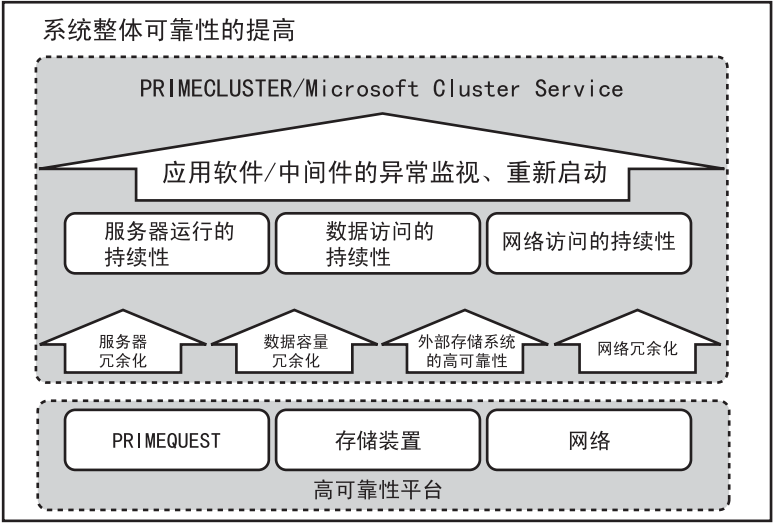 系统整体可靠性的提高
PRIMECLUSTER/Microsoft Cluster Service
应用软件/中间件的异常监视、重新启动
服务器运行的
持续性
数据访问的
持续性
网络访问的持续性
服务器
冗余化
数据容量
冗余化
外部存储系统
的高可靠性
网络冗余化
PRIMEQUEST
存储装置
网络
高可靠性平台